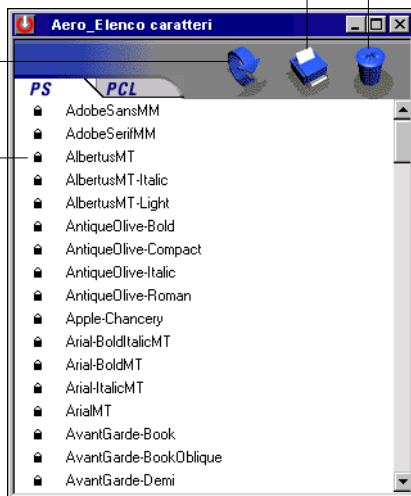 Aero_Elenco caratteri
PS PCL
AdobeSansMM
AdobeSerifMM
AlbertusMT
AlbertusMT-Italic
AlbertusMT-Light
AntiqueOlive-Bold
AntiqueOlive-Compact
AntiqueOlive-Italic
AntiqueOlive-Roman
Apple-Chancery
Arial-BoldItalicMT
Arial-BoldMT
Arial-ItalicMT
ArialMT
AvantGarde-Book
AvantGarde-BookOblique
AvantGarde-Demi